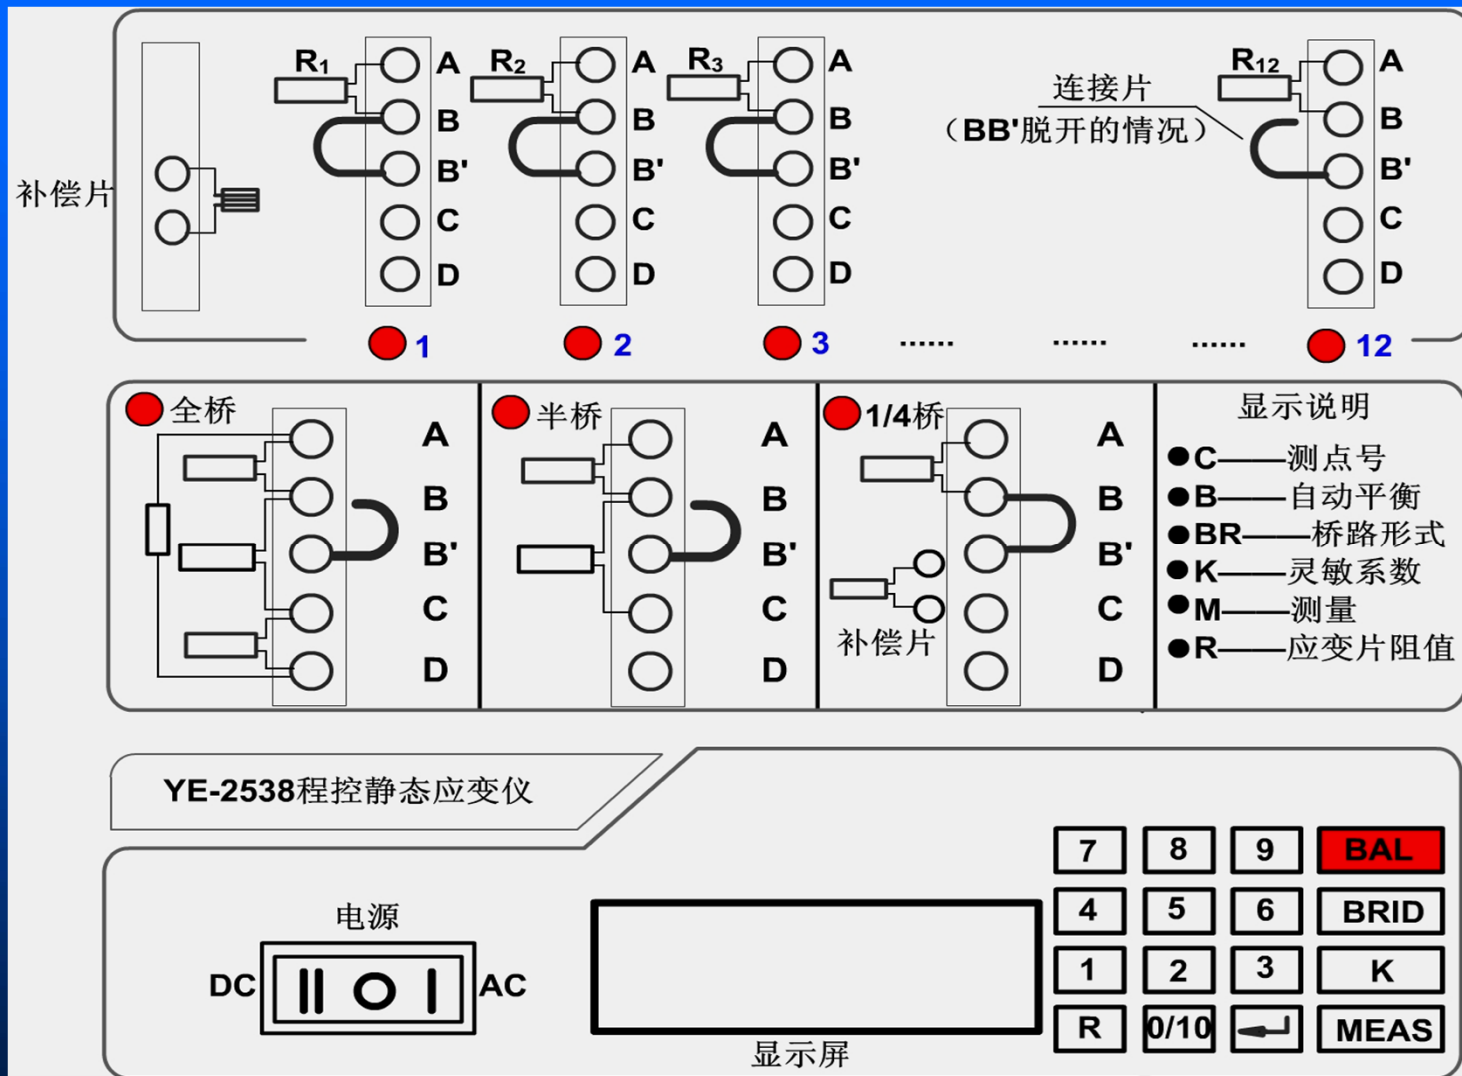 R1 A R2 A R3 A R12 A
连接片
B B B B
(BB'脱开的情况)
B' B' B' B'
补偿片
C C C C
D D D D
1 2 3 ...... ...... ...... 12
全桥 半桥 1/4桥 显示说明
A A A
C——测点号
B B B
B——自动平衡
BR——桥路形式
B' B' B'
K——灵敏系数
C C C
M——测量
补偿片
R——应变片阻值
D D D
YE-2538程控静态应变仪
7 8 9 BAL
电源
4 5 6 BRID
DC AC
1 2 3 K
R 0/10 MEAS
显示屏